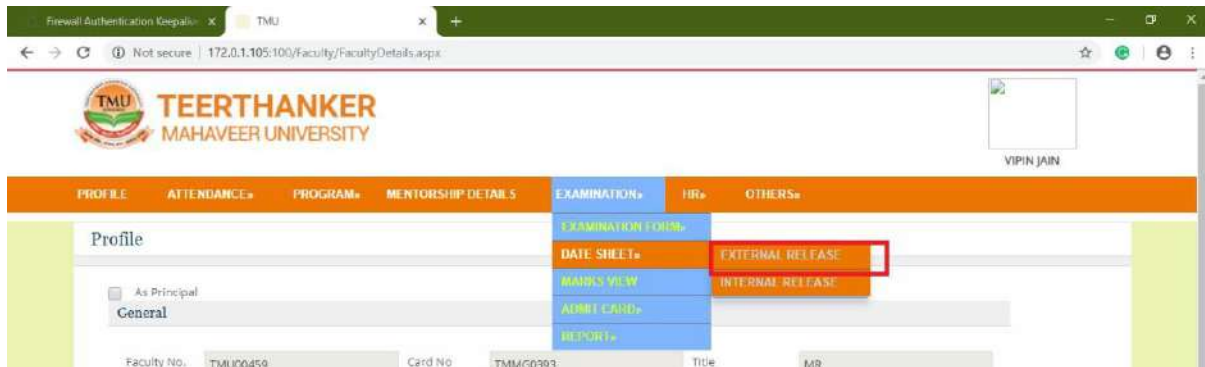 Firewall Authentication Keepaliv
TMU
Not secure 172.0.1.105:100/Faculty/FacultyDetails.aspx
TMU
TEERTHANKER
MAHAVEER UNIVERSITY
VIPIN JAIN
PROFILE ATTENDANCE» PROGRAM» MENTORSHIP DETAILS EXAMINATION» HR» OTHERS»
EXAMINATION FORM»
Profile
DATE SHEET» EXTERNAL RELEASE
MARKS VIEW INTERNAL RELEASE
As Principal
ADMIT CARD»
General
REPORT»
Faculty No. TMU00459 Card No TMMG0393 Title MR